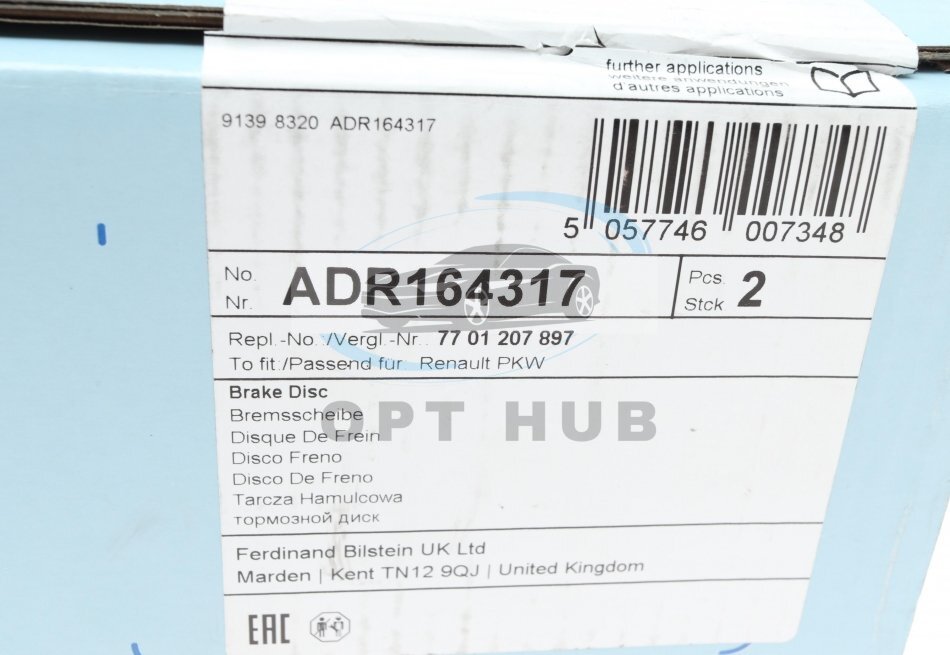 further applications
weitere anwendungen
d'autres applications
9139 8320 ADR164317
5 057746 007348
No.
Nr. ADR164317
Pcs.
Stck 2
Repl.-No./Vergl.-Nr.: 77 01 207 897
To fit:/Passend für: Renault PKW
Brake Disc
Bremsscheibe
OPT HUB
Disque De Frein
Disco Freno
Disco De Freno
Tarcza Hamulcowa
тормозной диск
Ferdinand Bilstein UK Ltd
Marden | Kent TN12 9QJ | United Kingdom
EAC